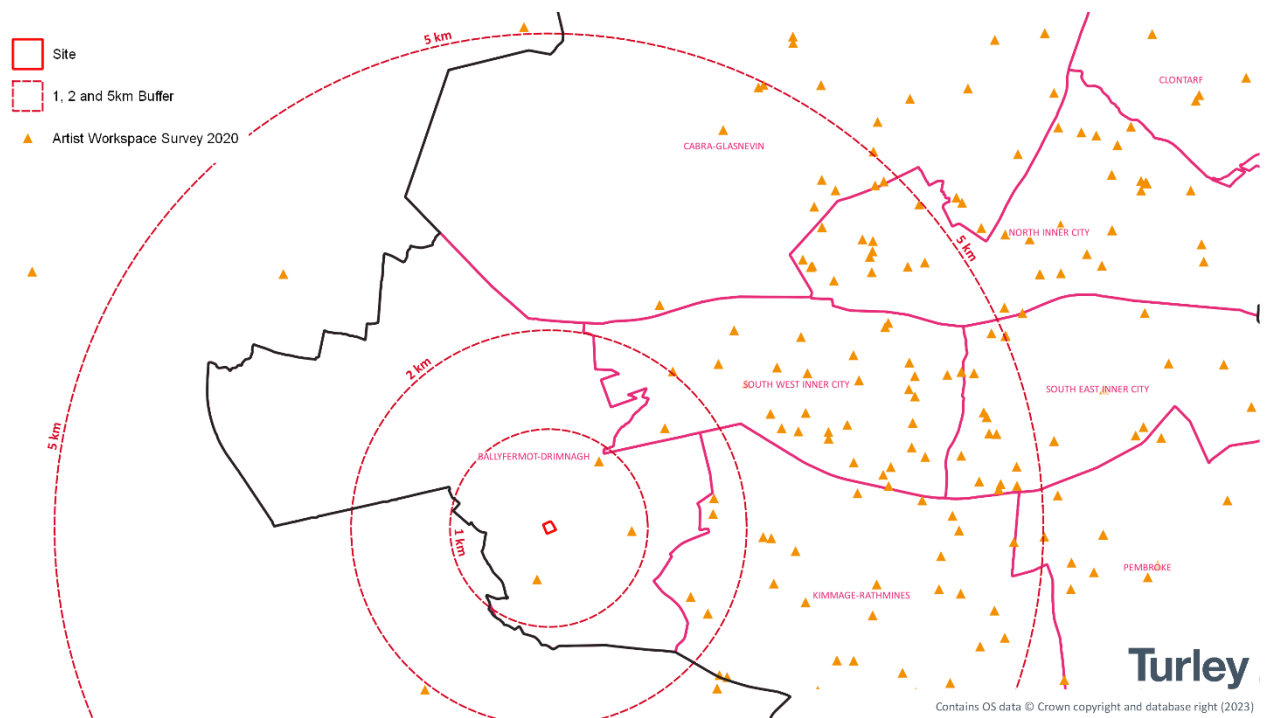 Site
1, 2 and 5km Buffer
Artist Workspace Survey 2020
5 km
CLONTARF
CABRA-GLASNEVIN
NORTH INNER CITY
5 km
2 km
SOUTH WEST INNER CITY
SOUTH EAST INNER CITY
5 km
BALLYFERMOT-DRIMNAGH
1 km
PEMBROKE
KIMMAGE-RATHMINES
Turley
Contains OS data © Crown copyright and database right (2023)